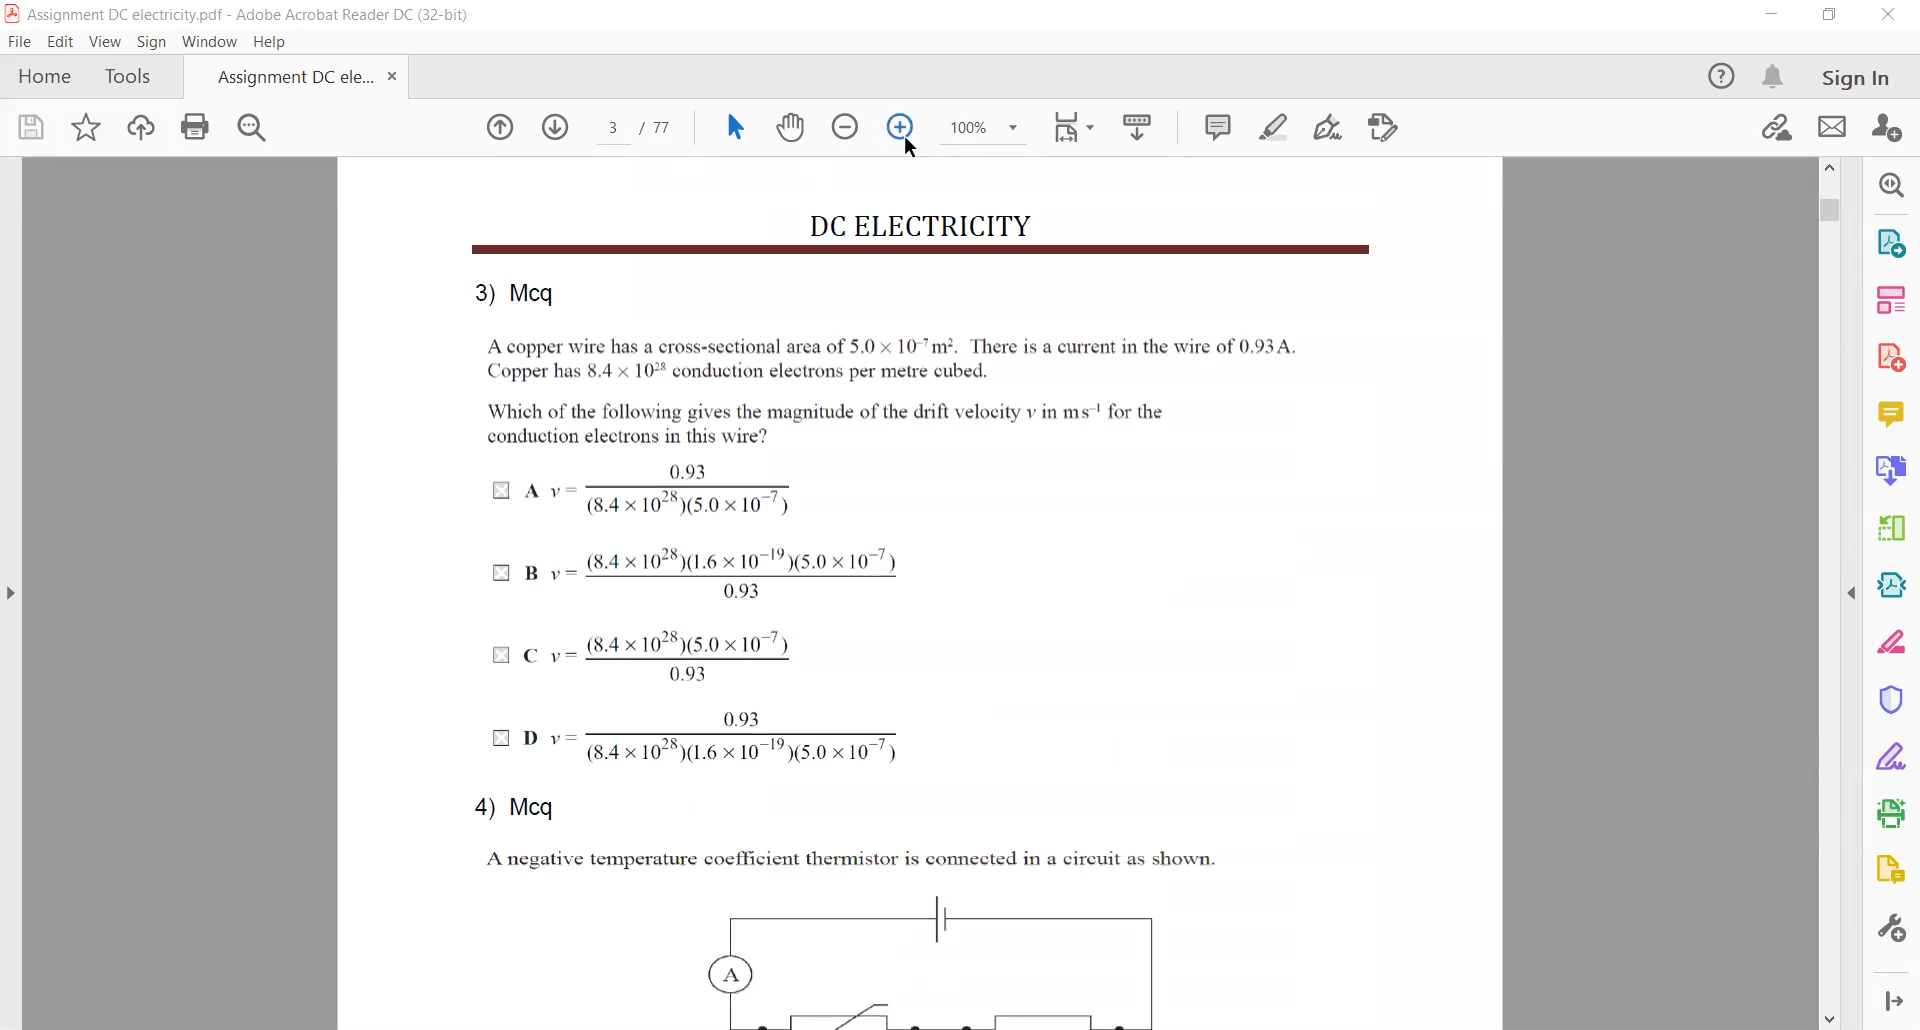 Assignment DC electricity.pdf - Adobe Acrobat Reader DC (32-bit)
File Edit View Sign Window Help
Home Tools Assignment DC ele... × Sign In
3 / 77 100%
DC ELECTRICITY
3) Mcq
A copper wire has a cross-sectional area of 5.0 × 10⁻⁷ m². There is a current in the wire of 0.93 A.
Copper has 8.4 × 10²⁸ conduction electrons per metre cubed.
Which of the following gives the magnitude of the drift velocity v in m s⁻¹ for the
conduction electrons in this wire?
0.93
A v =
(8.4 × 10²⁸)(5.0 × 10⁻⁷)
(8.4 × 10²⁸)(1.6 × 10⁻¹⁹)(5.0 × 10⁻⁷)
B v =
0.93
(8.4 × 10²⁸)(5.0 × 10⁻⁷)
C v =
0.93
0.93
D v =
(8.4 × 10²⁸)(1.6 × 10⁻¹⁹)(5.0 × 10⁻⁷)
4) Mcq
A negative temperature coefficient thermistor is connected in a circuit as shown.
A